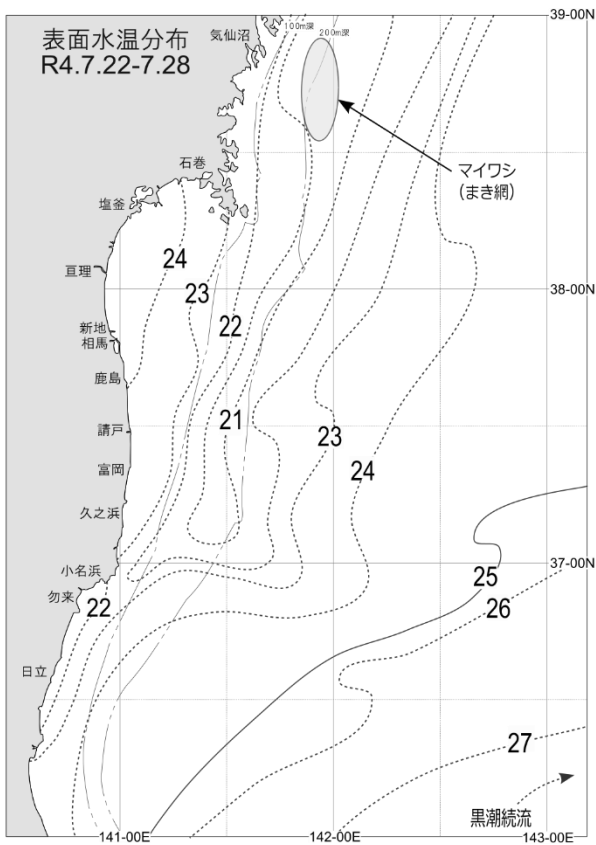 表面水温分布
R4.7.22-7.28
気仙沼
100m深
200m深
39-00N
マイワシ
(まき網)
石巻
塩釜
24
亘理
23
38-00N
22
新地
相馬
鹿島
21
23
請戸
24
富岡
久之浜
小名浜
37-00N
25
勿来
22
26
日立
27
黒潮続流
141-00E
142-00E
143-00E